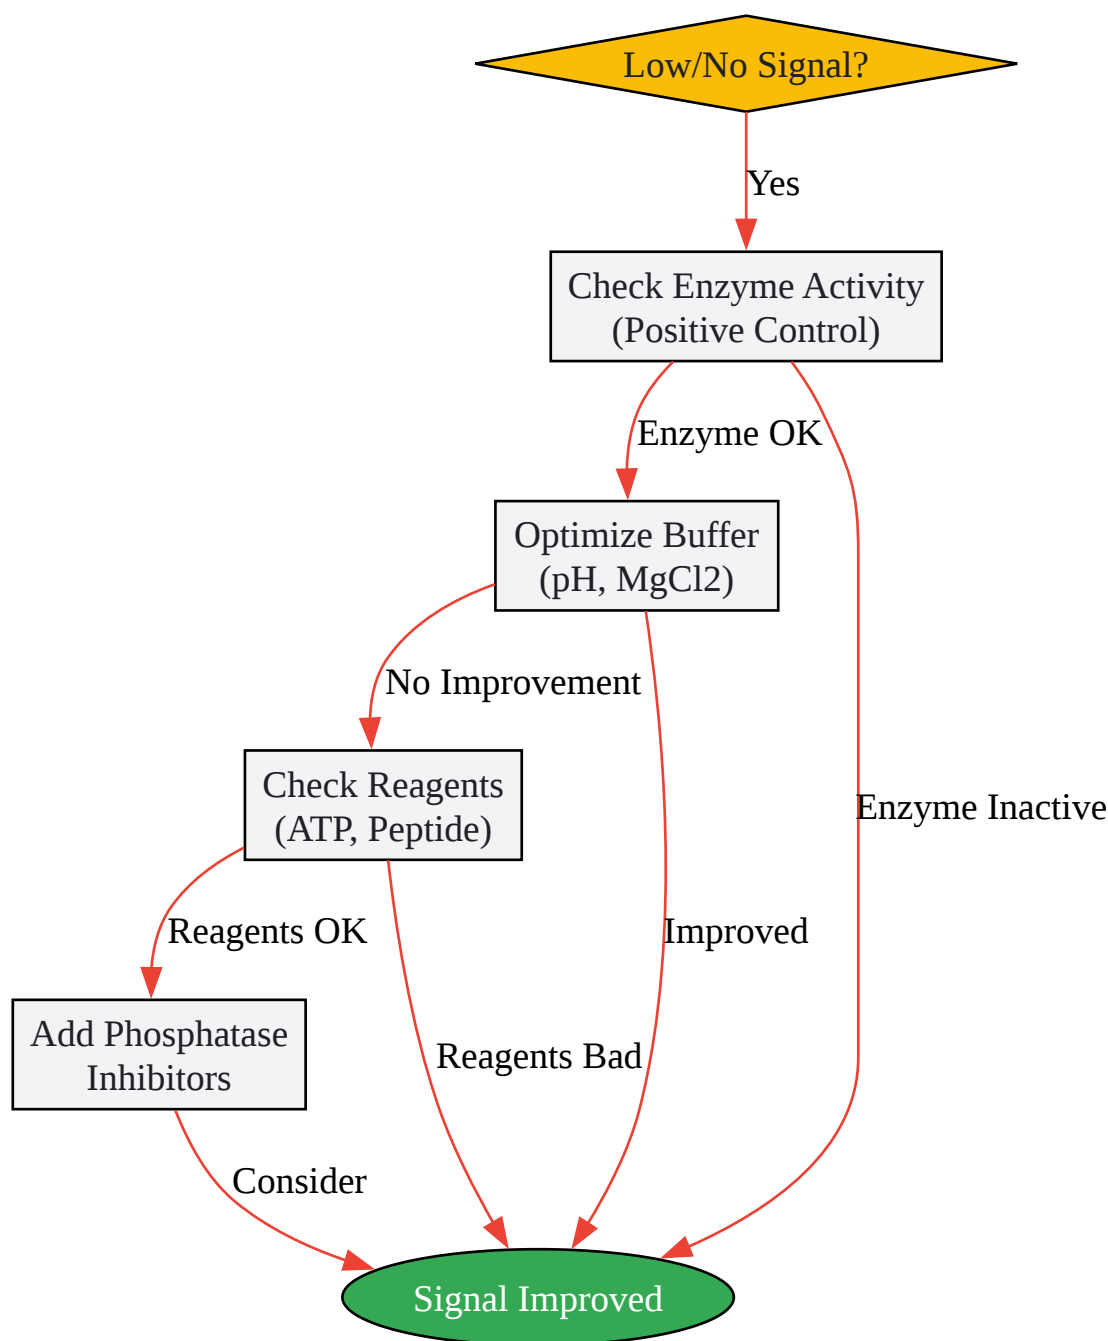 Low/No Signal?
Yes
Check Enzyme Activity
(Positive Control)
Enzyme OK
Optimize Buffer
(pH, MgCl2)
No Improvement
Check Reagents
(ATP, Peptide)
Enzyme Inactive
Reagents OK
Improved
Add Phosphatase
Inhibitors
Reagents Bad
Consider
Signal Improved